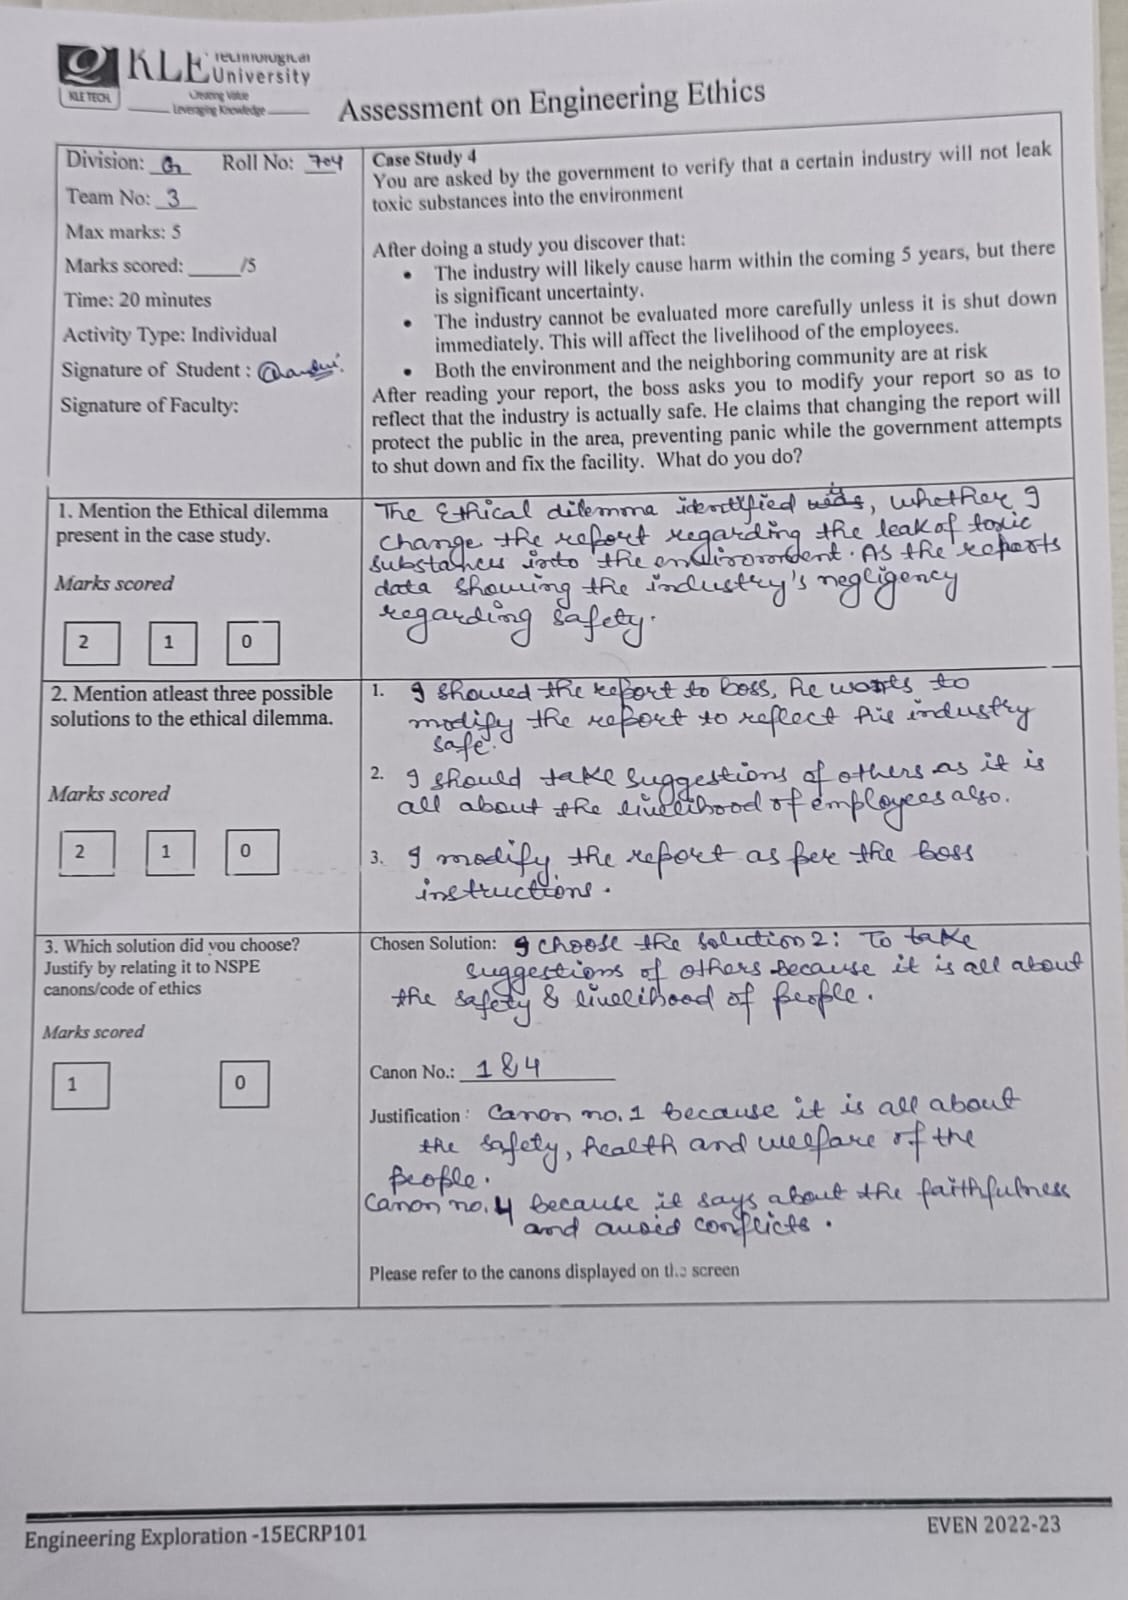 KLE Technological
University
KLE TECH.
Creating Value
Leveraging Knowledge
Assessment on Engineering Ethics
Division: G Roll No: 704
Team No: 3
Max marks: 5
Marks scored: _____/5
Time: 20 minutes
Activity Type: Individual
Signature of Student :
Signature of Faculty:
Case Study 4
You are asked by the government to verify that a certain industry will not leak
toxic substances into the environment
After doing a study you discover that:
• The industry will likely cause harm within the coming 5 years, but there
is significant uncertainty.
• The industry cannot be evaluated more carefully unless it is shut down
immediately. This will affect the livelihood of the employees.
• Both the environment and the neighboring community are at risk
After reading your report, the boss asks you to modify your report so as to
reflect that the industry is actually safe. He claims that changing the report will
protect the public in the area, preventing panic while the government attempts
to shut down and fix the facility. What do you do?
1. Mention the Ethical dilemma
present in the case study.
Marks scored
2 1 0
The Ethical dilemma identified is, whether I
change the report regarding the leak of toxic
substances into the environment. As the reports
data showing the industry's negligency
regarding safety.
2. Mention atleast three possible
solutions to the ethical dilemma.
Marks scored
2 1 0
1. I showed the report to boss, he wants to
modify the report to reflect his industry
safe.
2. I should take suggestions of others as it is
all about the livelihood of employees also.
3. I modify the report as per the boss
instructions.
3. Which solution did you choose?
Justify by relating it to NSPE
canons/code of ethics
Marks scored
1 0
Chosen Solution: I choose the solution 2: To take
suggestions of others because it is all about
the safety & livelihood of people.
Canon No.: 1 & 4
Justification : Canon no. 1 because it is all about
the safety, health and welfare of the
people.
Canon no. 4 because it says about the faithfulness
and avoid conflicts.
Please refer to the canons displayed on the screen
Engineering Exploration -15ECRP101
EVEN 2022-23